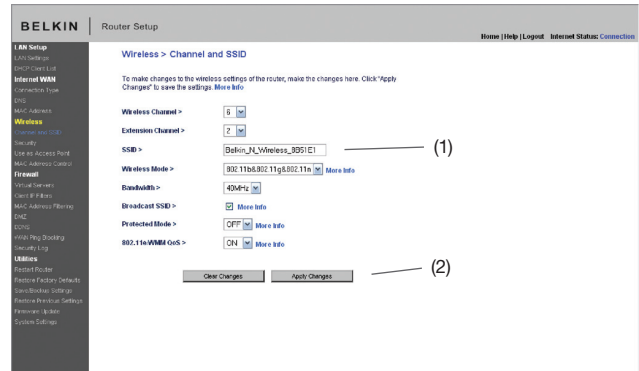 BELKIN | Router Setup
Home | Help | Logout Internet Status: Connection
LAN Setup
LAN Settings
DHCP Client List
Internet WAN
Connection Type
DNS
MAC Address
Wireless
Channel and SSID
Security
Use as Access Point
MAC Address Control
Firewall
Virtual Servers
Client IP Filters
MAC Address Filtering
DMZ
DDNS
WAN Ping Blocking
Security Log
Utilities
Restart Router
Restore Factory Defaults
Save/Backup Settings
Restore Previous Settings
Firmware Update
System Settings
Wireless > Channel and SSID
To make changes to the wireless settings of the router, make the changes here. Click "Apply
Changes" to save the settings. More Info
Wireless Channel > 6
Extension Channel > 2
SSID > Belkin_N_Wireless_8B51E1 (1)
Wireless Mode > 802.11b&802.11g&802.11n More Info
Bandwidth > 40MHz
Broadcast SSID > More Info
Protected Mode > OFF More Info
802.11e/WMM QoS > ON More Info
Clear Changes Apply Changes (2)